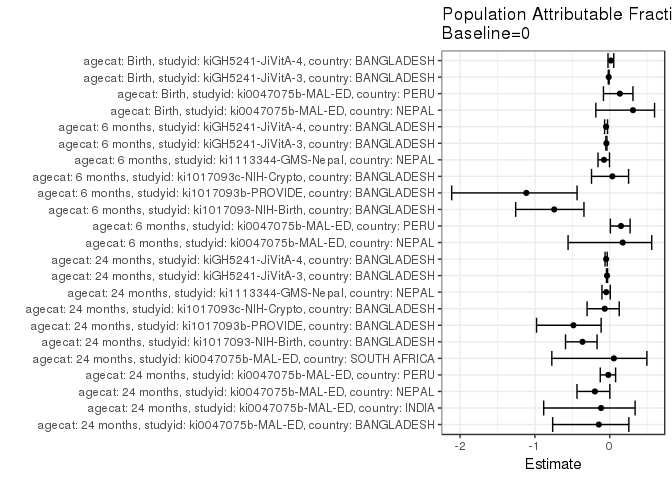 Population Attributable Fracti
Baseline=0
agecat: Birth, studyid: kiGH5241-JiVitA-4, country: BANGLADESH
agecat: Birth, studyid: kiGH5241-JiVitA-3, country: BANGLADESH
agecat: Birth, studyid: ki0047075b-MAL-ED, country: PERU
agecat: Birth, studyid: ki0047075b-MAL-ED, country: NEPAL
agecat: 6 months, studyid: kiGH5241-JiVitA-4, country: BANGLADESH
agecat: 6 months, studyid: kiGH5241-JiVitA-3, country: BANGLADESH
agecat: 6 months, studyid: ki1113344-GMS-Nepal, country: NEPAL
agecat: 6 months, studyid: ki1017093c-NIH-Crypto, country: BANGLADESH
agecat: 6 months, studyid: ki1017093b-PROVIDE, country: BANGLADESH
agecat: 6 months, studyid: ki1017093-NIH-Birth, country: BANGLADESH
agecat: 6 months, studyid: ki0047075b-MAL-ED, country: PERU
agecat: 6 months, studyid: ki0047075b-MAL-ED, country: NEPAL
agecat: 24 months, studyid: kiGH5241-JiVitA-4, country: BANGLADESH
agecat: 24 months, studyid: kiGH5241-JiVitA-3, country: BANGLADESH
agecat: 24 months, studyid: ki1113344-GMS-Nepal, country: NEPAL
agecat: 24 months, studyid: ki1017093c-NIH-Crypto, country: BANGLADESH
agecat: 24 months, studyid: ki1017093b-PROVIDE, country: BANGLADESH
agecat: 24 months, studyid: ki1017093-NIH-Birth, country: BANGLADESH
agecat: 24 months, studyid: ki0047075b-MAL-ED, country: SOUTH AFRICA
agecat: 24 months, studyid: ki0047075b-MAL-ED, country: PERU
agecat: 24 months, studyid: ki0047075b-MAL-ED, country: NEPAL
agecat: 24 months, studyid: ki0047075b-MAL-ED, country: INDIA
agecat: 24 months, studyid: ki0047075b-MAL-ED, country: BANGLADESH
-2 -1 0
Estimate